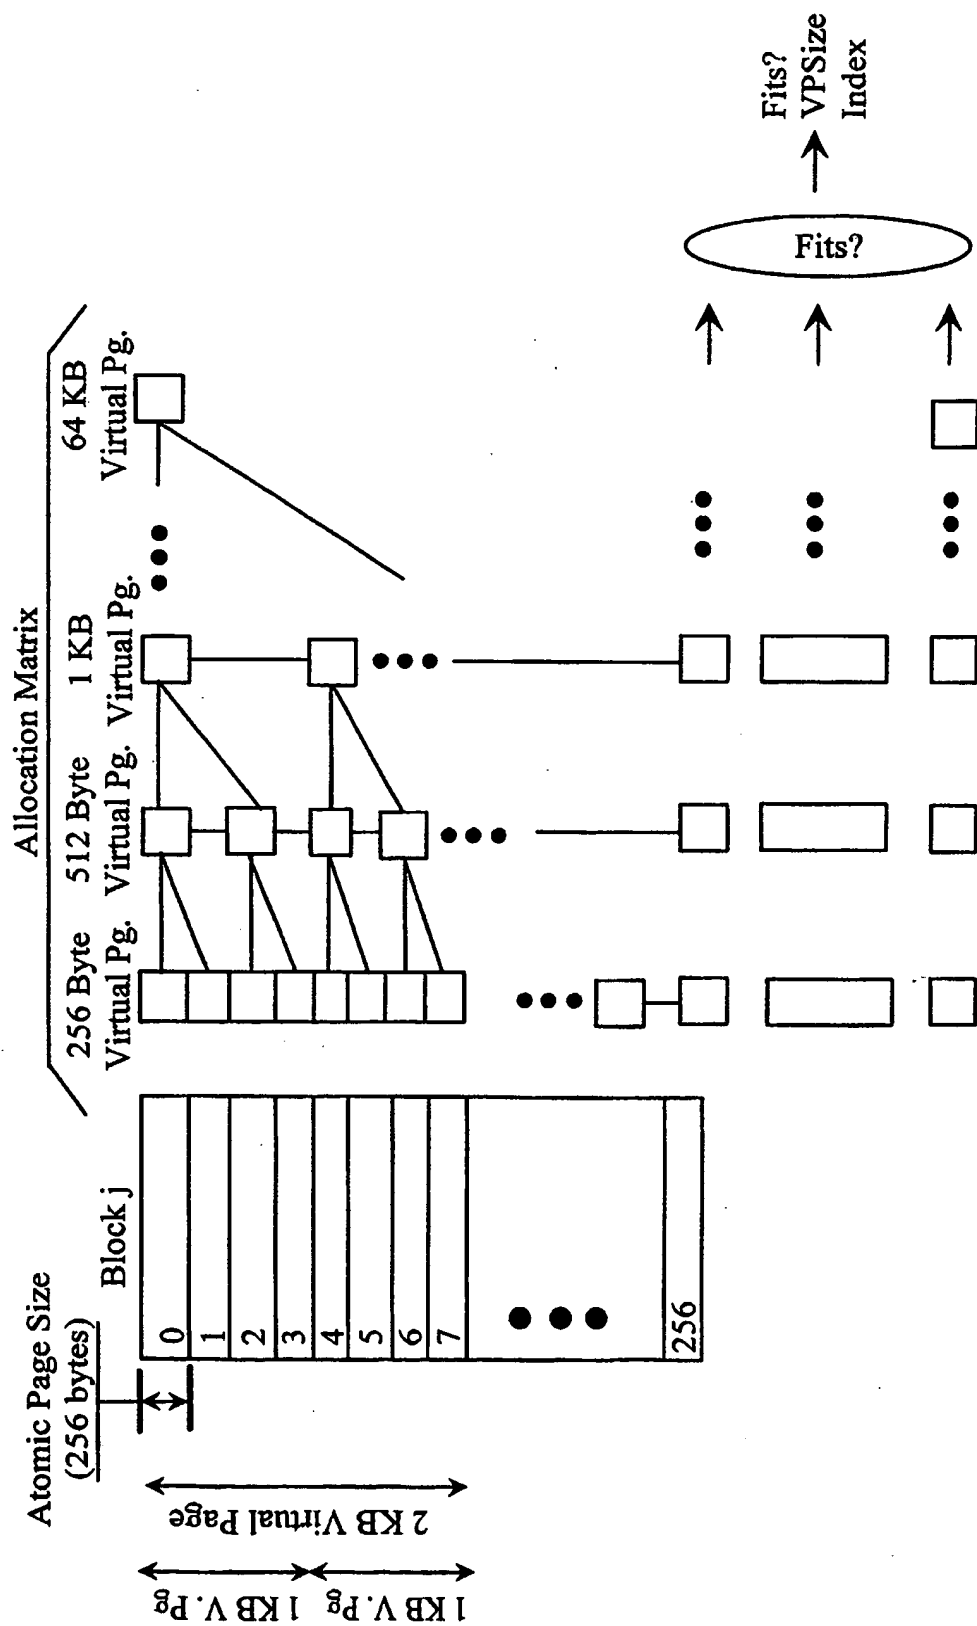 Allocation Matrix
Atomic Page Size
(256 bytes)
Block j
256 Byte
Virtual Pg.
512 Byte
Virtual Pg.
1 KB
Virtual Pg.
64 KB
Virtual Pg.
0
1
2
3
4
5
6
7
256
1 KB V. Pg
1 KB V. Pg
2 KB Virtual Page
Fits?
Fits?
VPSize
Index